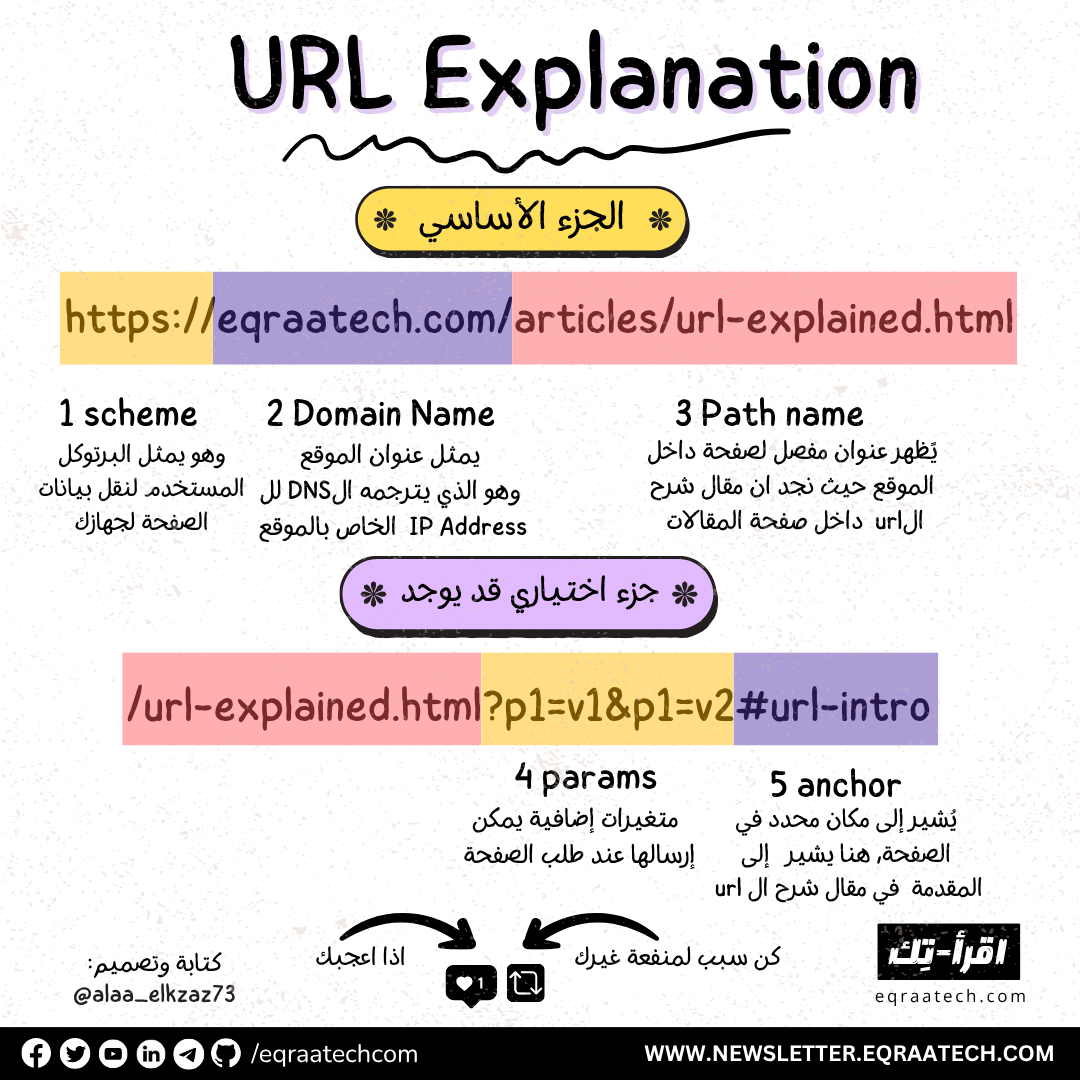 URL Explanation
الجزء الأساسي
https://eqraatech.com/articles/url-explained.html
1 scheme
وهو يمثل البرتوكل
المستخدم لنقل بيانات
الصفحة لجهازك
2 Domain Name
يمثل عنوان الموقع
وهو الذي يترجمه الDNS لل
IP Address الخاص بالموقع
3 Path name
يًظهر عنوان مفصل لصفحة داخل
الموقع حيث نجد ان مقال شرح
الurl داخل صفحة المقالات
جزء اختياري قد يوجد
/url-explained.html?p1=v1&p1=v2#url-intro
4 params
متغيرات إضافية يمكن
إرسالها عند طلب الصفحة
5 anchor
يُشير إلى مكان محدد في
الصفحة, هنا يشير إلى
المقدمة في مقال شرح ال url
كتابة وتصميم:
@alaa_elkzaz73
اذا اعجبك
1
كن سبب لمنفعة غيرك
اقرأ-تِك
eqraatech.com
/eqraatechcom
WWW.NEWSLETTER.EQRAATECH.COM